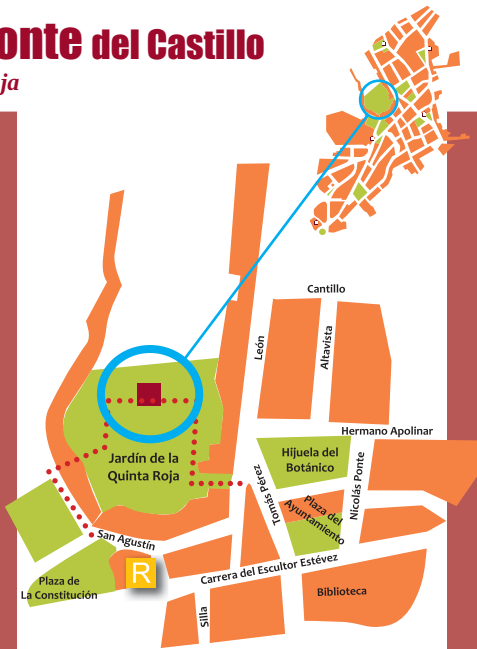 onte del Castillo
ja
Cantillo
León
Altavista
Hermano Apolinar
Jardín de la
Quinta Roja
Hijuela del
Botánico
Tomás Pérez
Plaza del
Ayuntamiento
Nicolás Ponte
San Agustín
R
Carrera del Escultor Estévez
Plaza de
La Constitución
Silla
Biblioteca